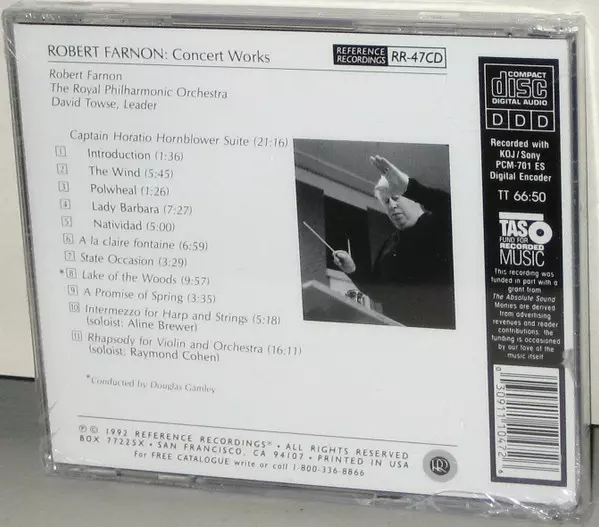 ROBERT FARNON: Concert Works
REFERENCE
RECORDINGS
RR-47CD
Robert Farnon
The Royal Philharmonic Orchestra
David Towse, Leader
Captain Horatio Hornblower Suite (21:16)
1 Introduction (1:36)
2 The Wind (5:45)
3 Polwheal (1:26)
4 Lady Barbara (7:27)
5 Natividad (5:00)
6 A la claire fontaine (6:59)
7 State Occasion (3:29)
*8 Lake of the Woods (9:57)
9 A Promise of Spring (3:35)
10 Intermezzo for Harp and Strings (5:18)
(soloist: Aline Brewer)
11 Rhapsody for Violin and Orchestra (16:11)
(soloist: Raymond Cohen)
*Conducted by Douglas Gamley
℗ © 1992 REFERENCE RECORDINGS® • ALL RIGHTS RESERVED
BOX 77225X • SAN FRANCISCO, CA 94107 • PRINTED IN USA
For FREE CATALOGUE write or call 1-800-336-8866
RR
COMPACT
disc
DIGITAL AUDIO
D D D
Recorded with
KOJ/Sony
PCM-701 ES
Digital Encoder
TT 66:50
TAS
FUND FOR
RECORDED
MUSIC
This recording was
funded in part with a
grant from
The Absolute Sound
Monies are derived
from advertising
revenues and reader
contributions; the
funding is occasioned
by our love of the
music itself
0 30911 10472 6